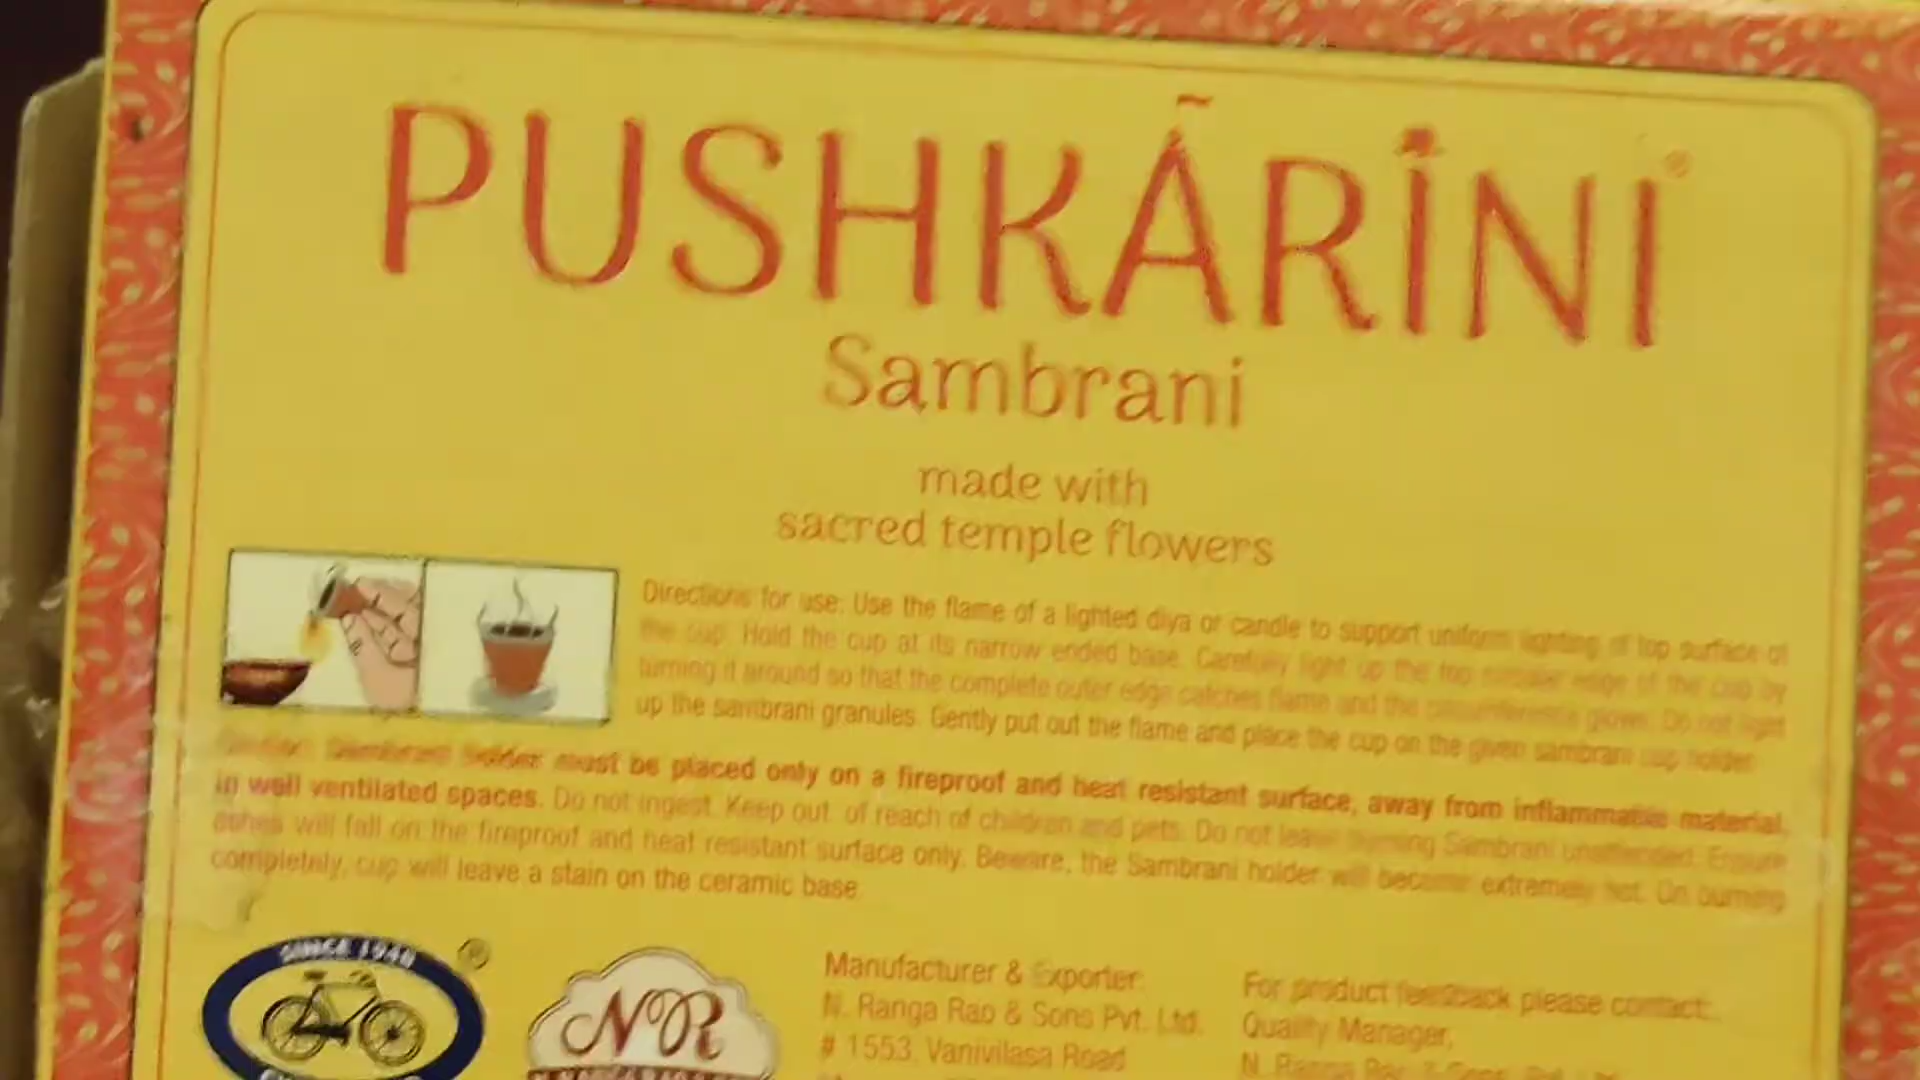 PUSHKÃRÎNI®
Sambrani
made with
sacred temple flowers
Directions for use: Use the flame of a lighted diya or candle to support uniform lighting of top surface of
the cup. Hold the cup at its narrow ended base. Carefully light up the top circular edge of the cup by
turning it around so that the complete outer edge catches flame and the circumference glows. Do not light
up the sambrani granules. Gently put out the flame and place the cup on the given sambrani cup holder.
Sambrani holder must be placed only on a fireproof and heat resistant surface, away from inflammable material,
in well ventilated spaces. Do not ingest. Keep out of reach of children and pets. Do not leave burning Sambrani unattended. Ensure
ashes will fall on the fireproof and heat resistant surface only. Beware, the Sambrani holder will become extremely hot. On burning
completely, cup will leave a stain on the ceramic base.
SINCE 1948
®
NR
Manufacturer & Exporter:
N. Ranga Rao & Sons Pvt. Ltd.
# 1553, Vanivilasa Road
For product feedback please contact:
Quality Manager,
N. Ranga Rao & Sons Pvt. Ltd.